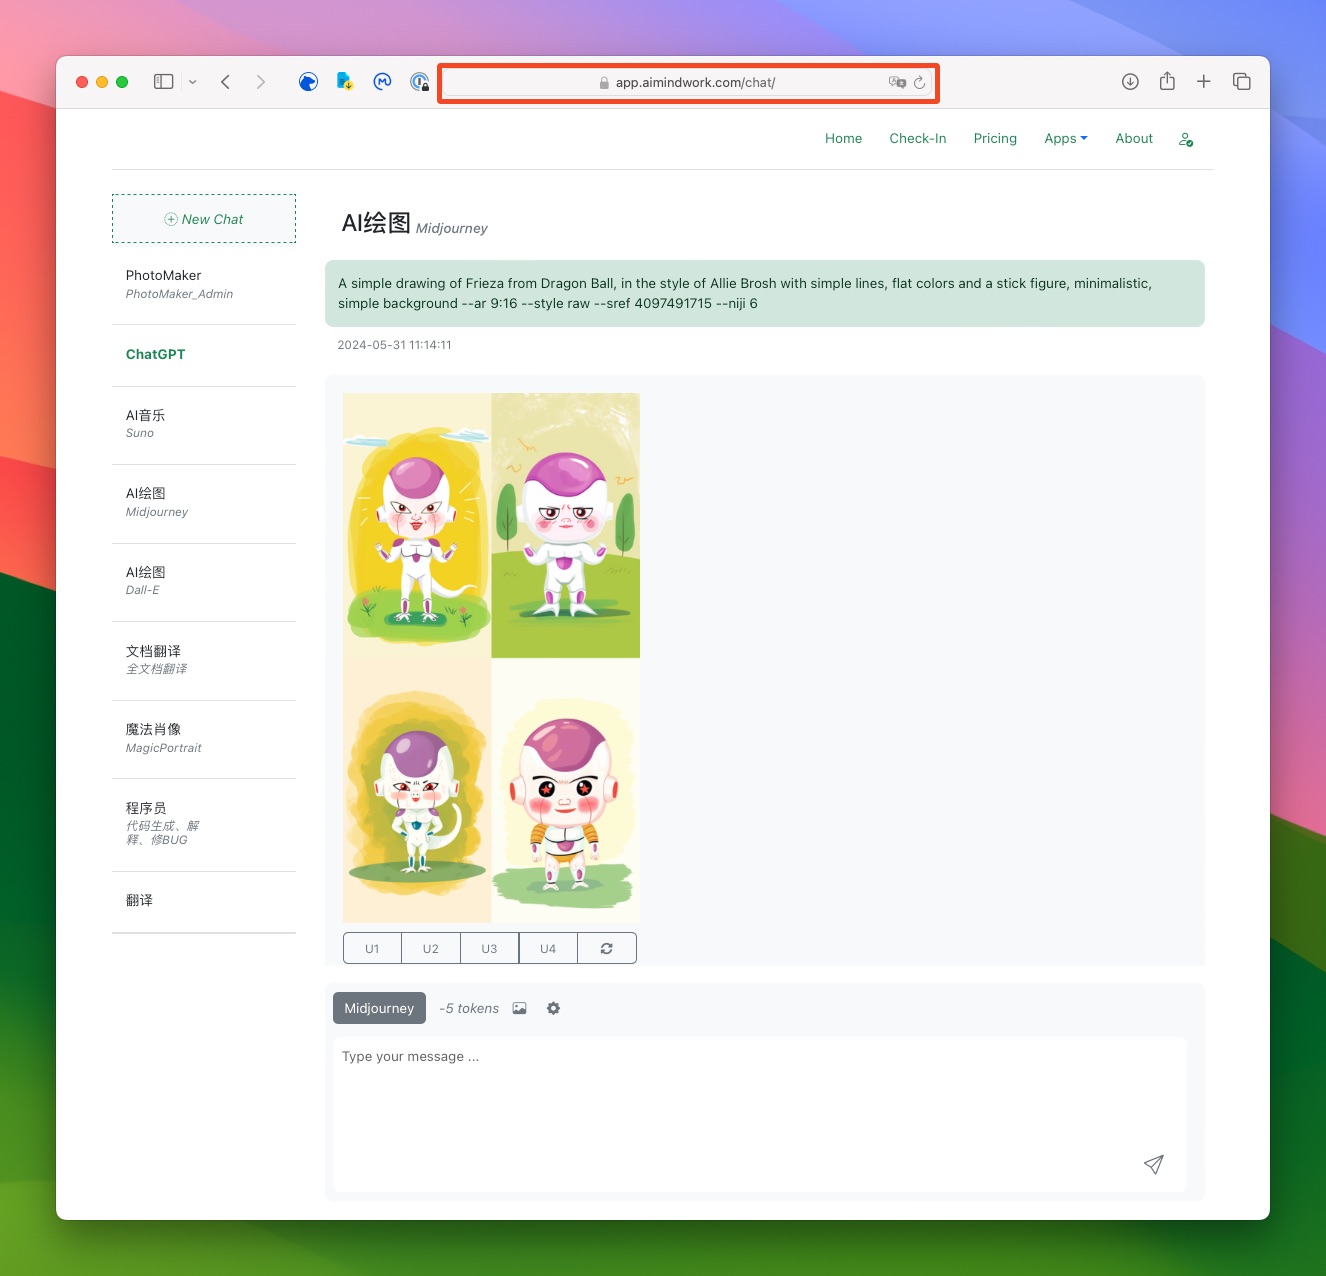 app.aimindwork.com/chat/
Home Check-In Pricing Apps About
New Chat
PhotoMaker
PhotoMaker_Admin
ChatGPT
AI音乐
Suno
AI绘图
Midjourney
AI绘图
Dall-E
文档翻译
全文档翻译
魔法肖像
MagicPortrait
程序员
代码生成、解
释、修BUG
翻译
AI绘图 Midjourney
A simple drawing of Frieza from Dragon Ball, in the style of Allie Brosh with simple lines, flat colors and a stick figure, minimalistic,
simple background --ar 9:16 --style raw --sref 4097491715 --niji 6
2024-05-31 11:14:11
U1 U2 U3 U4
Midjourney -5 tokens
Type your message ...